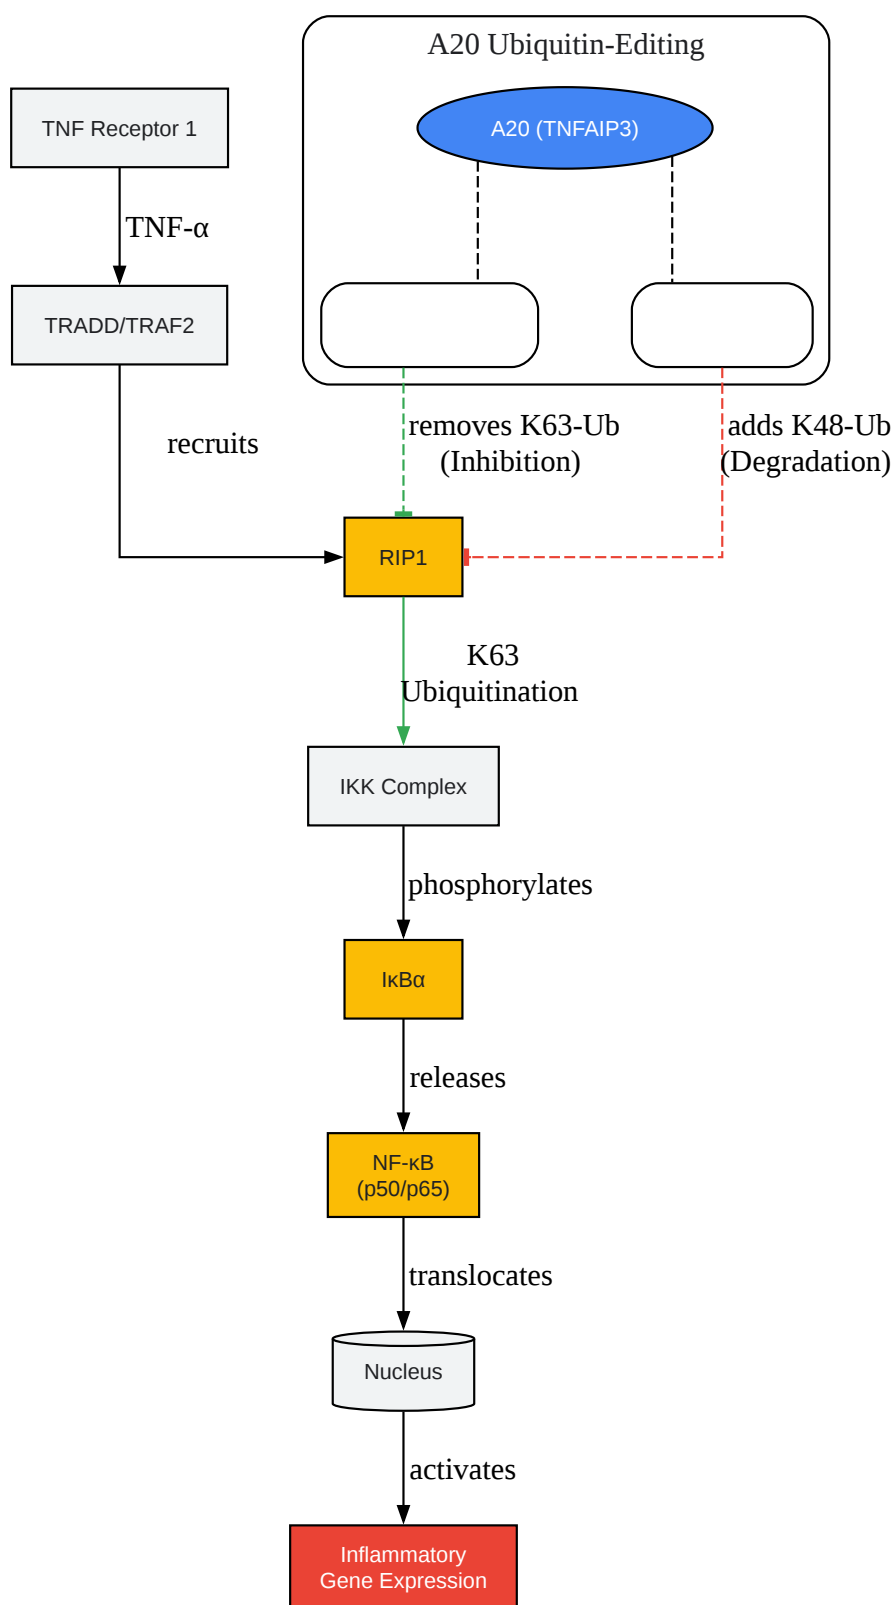 A20 Ubiquitin-Editing
A20 (TNFAIP3)
TNF Receptor 1
TNF-α
TRADD/TRAF2
recruits
removes K63-Ub
(Inhibition)
adds K48-Ub
(Degradation)
RIP1
K63
Ubiquitination
IKK Complex
phosphorylates
IκBα
releases
NF-κB
(p50/p65)
translocates
Nucleus
activates
Inflammatory
Gene Expression